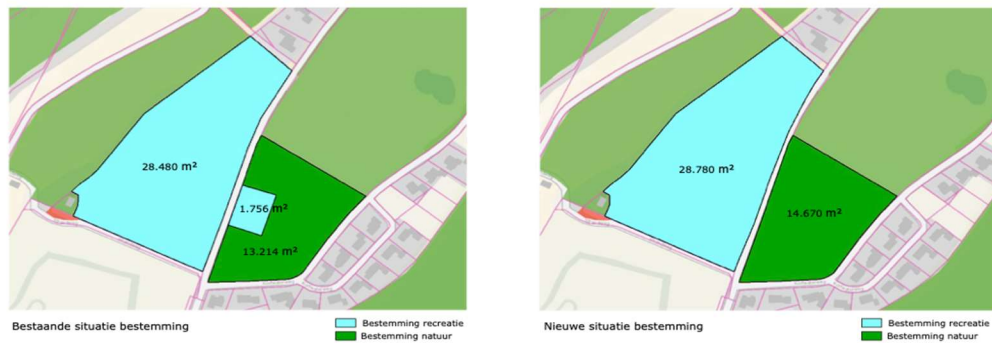 28.480 m²
1.756 m²
13.214 m²
Bestaande situatie bestemming
Bestemming recreatie
Bestemming natuur
28.780 m²
14.670 m²
Nieuwe situatie bestemming
Bestemming recreatie
Bestemming natuur